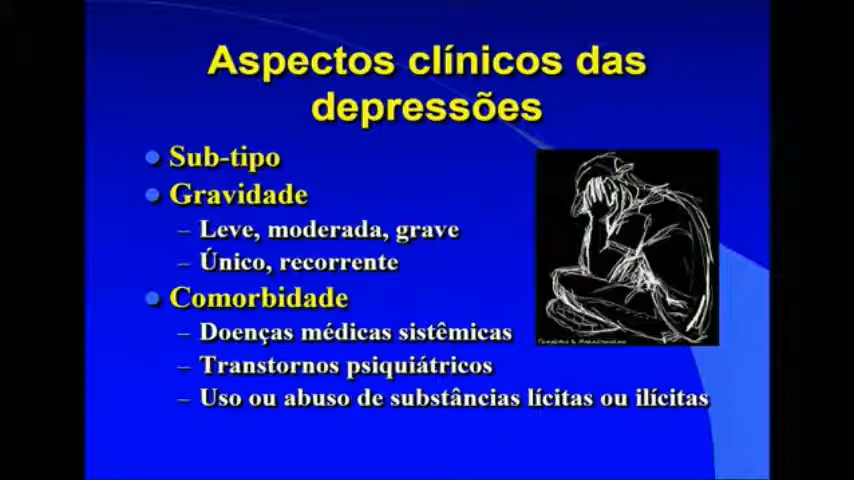 Aspectos clínicos das
depressões
Sub-tipo
Gravidade
– Leve, moderada, grave
– Único, recorrente
Comorbidade
– Doenças médicas sistêmicas
– Transtornos psiquiátricos
– Uso ou abuso de substâncias lícitas ou ilícitas